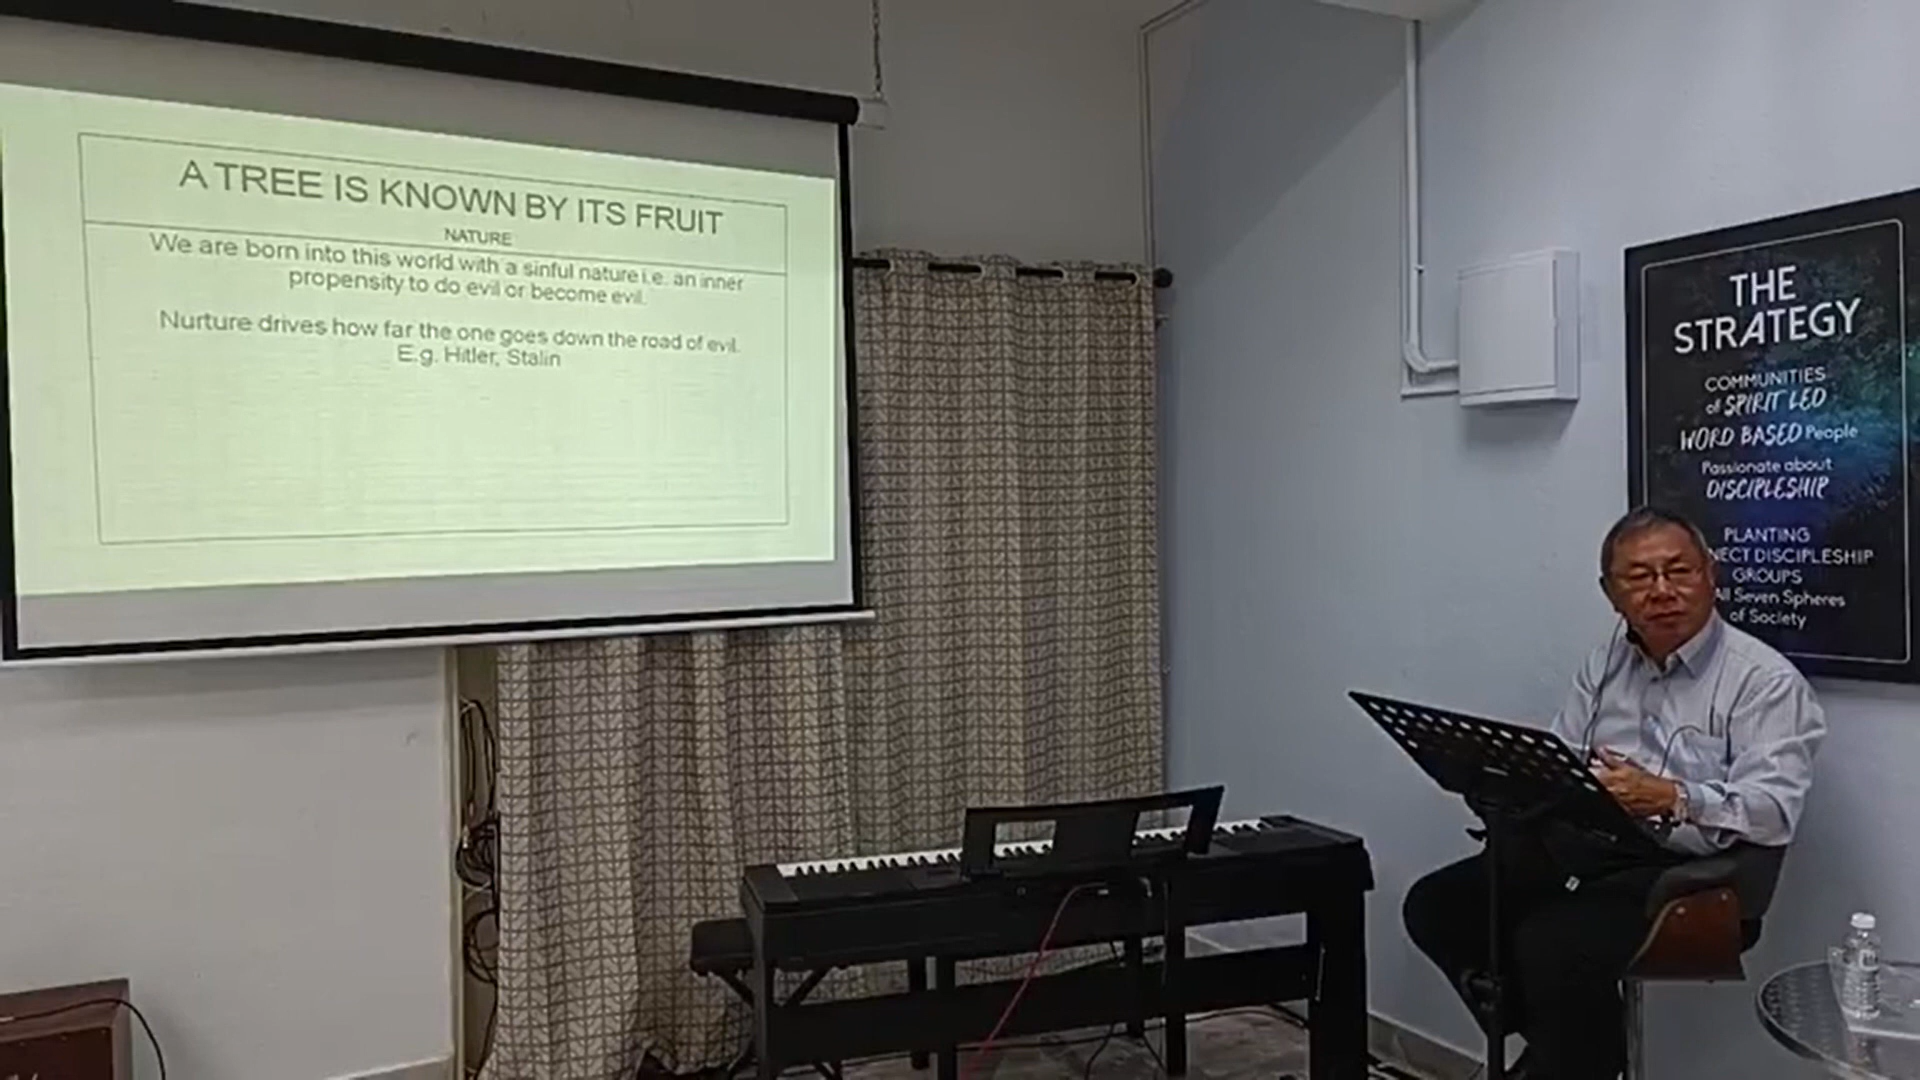 A TREE IS KNOWN BY ITS FRUIT
NATURE
We are born into this world with a sinful nature i.e. an inner
propensity to do evil or become evil.
Nurture drives how far the one goes down the road of evil.
E.g. Hitler, Stalin
THE
STRATEGY
COMMUNITIES
of SPIRIT LED
WORD BASED People
Passionate about
DISCIPLESHIP
PLANTING
NECT DISCIPLESHIP
GROUPS
All Seven Spheres
of Society